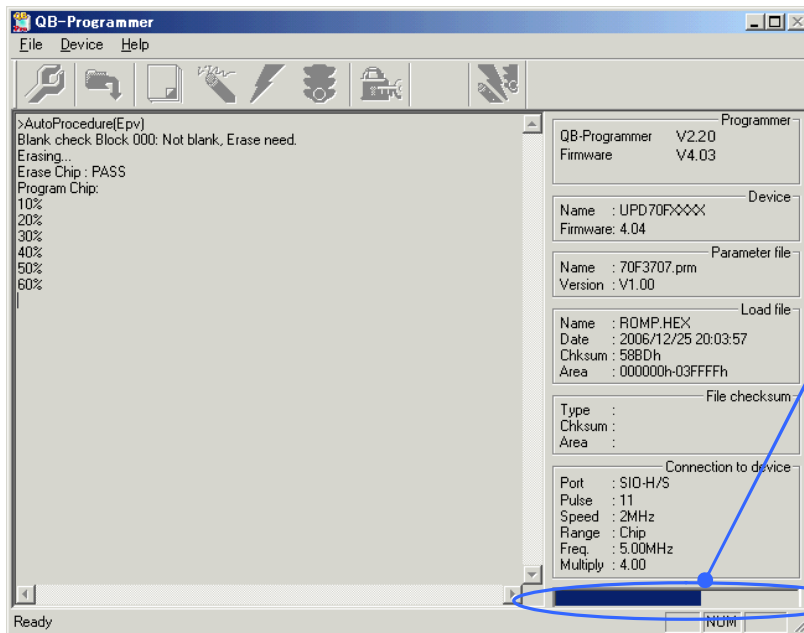 QB-Programmer
File Device Help
>AutoProcedure(Epv)
Blank check Block 000: Not blank, Erase need.
Erasing...
Erase Chip : PASS
Program Chip:
10%
20%
30%
40%
50%
60%
Programmer
QB-Programmer V2.20
Firmware V4.03
Device
Name : UPD70FXXXX
Firmware: 4.04
Parameter file
Name : 70F3707.prm
Version : V1.00
Load file
Name : ROMP.HEX
Date : 2006/12/25 20:03:57
Chksum : 58BDh
Area : 000000h-03FFFFh
File checksum
Type :
Chksum :
Area :
Connection to device
Port : SIO-H/S
Pulse : 11
Speed : 2MHz
Range : Chip
Freq. : 5.00MHz
Multiply : 4.00
Ready NUM